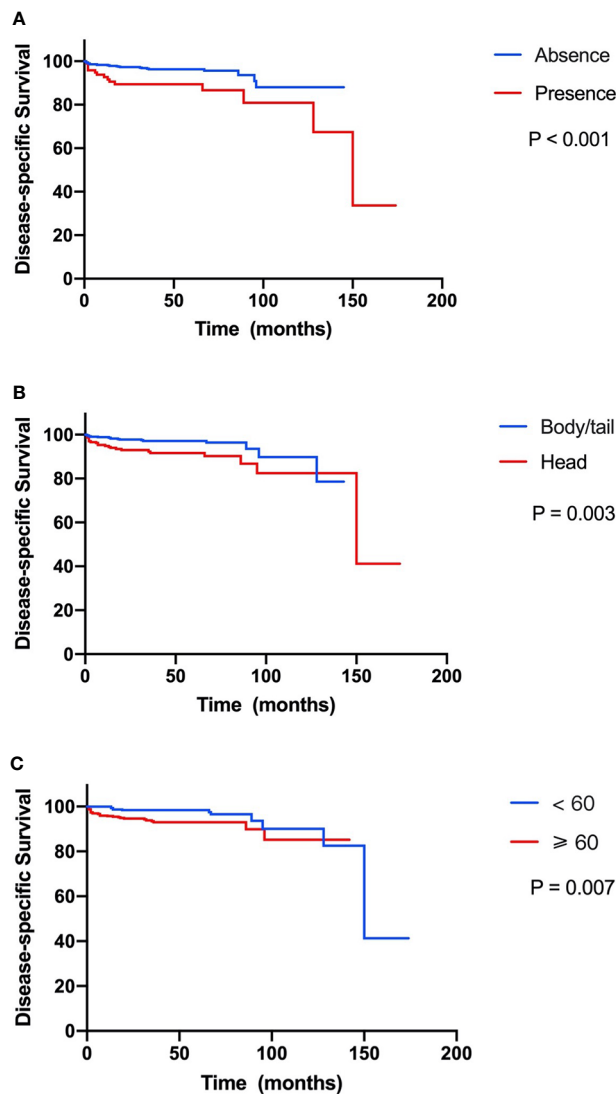 A
Disease-specific Survival
100
80
60
40
20
0
0 50 100 150 200
Time (months)
Absence
Presence
P < 0.001
B
Disease-specific Survival
100
80
60
40
20
0
0 50 100 150 200
Time (months)
Body/tail
Head
P = 0.003
C
Disease-specific Survival
100
80
60
40
20
0
0 50 100 150 200
Time (months)
< 60
⩾ 60
P = 0.007